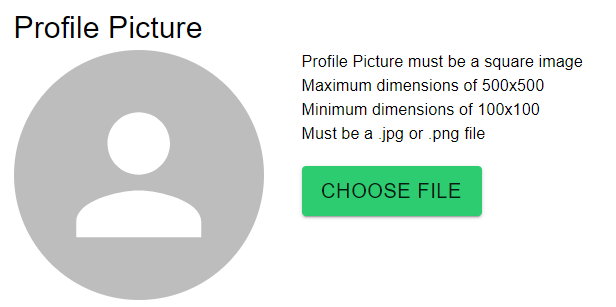 Profile Picture
Profile Picture must be a square image
Maximum dimensions of 500x500
Minimum dimensions of 100x100
Must be a .jpg or .png file
CHOOSE FILE